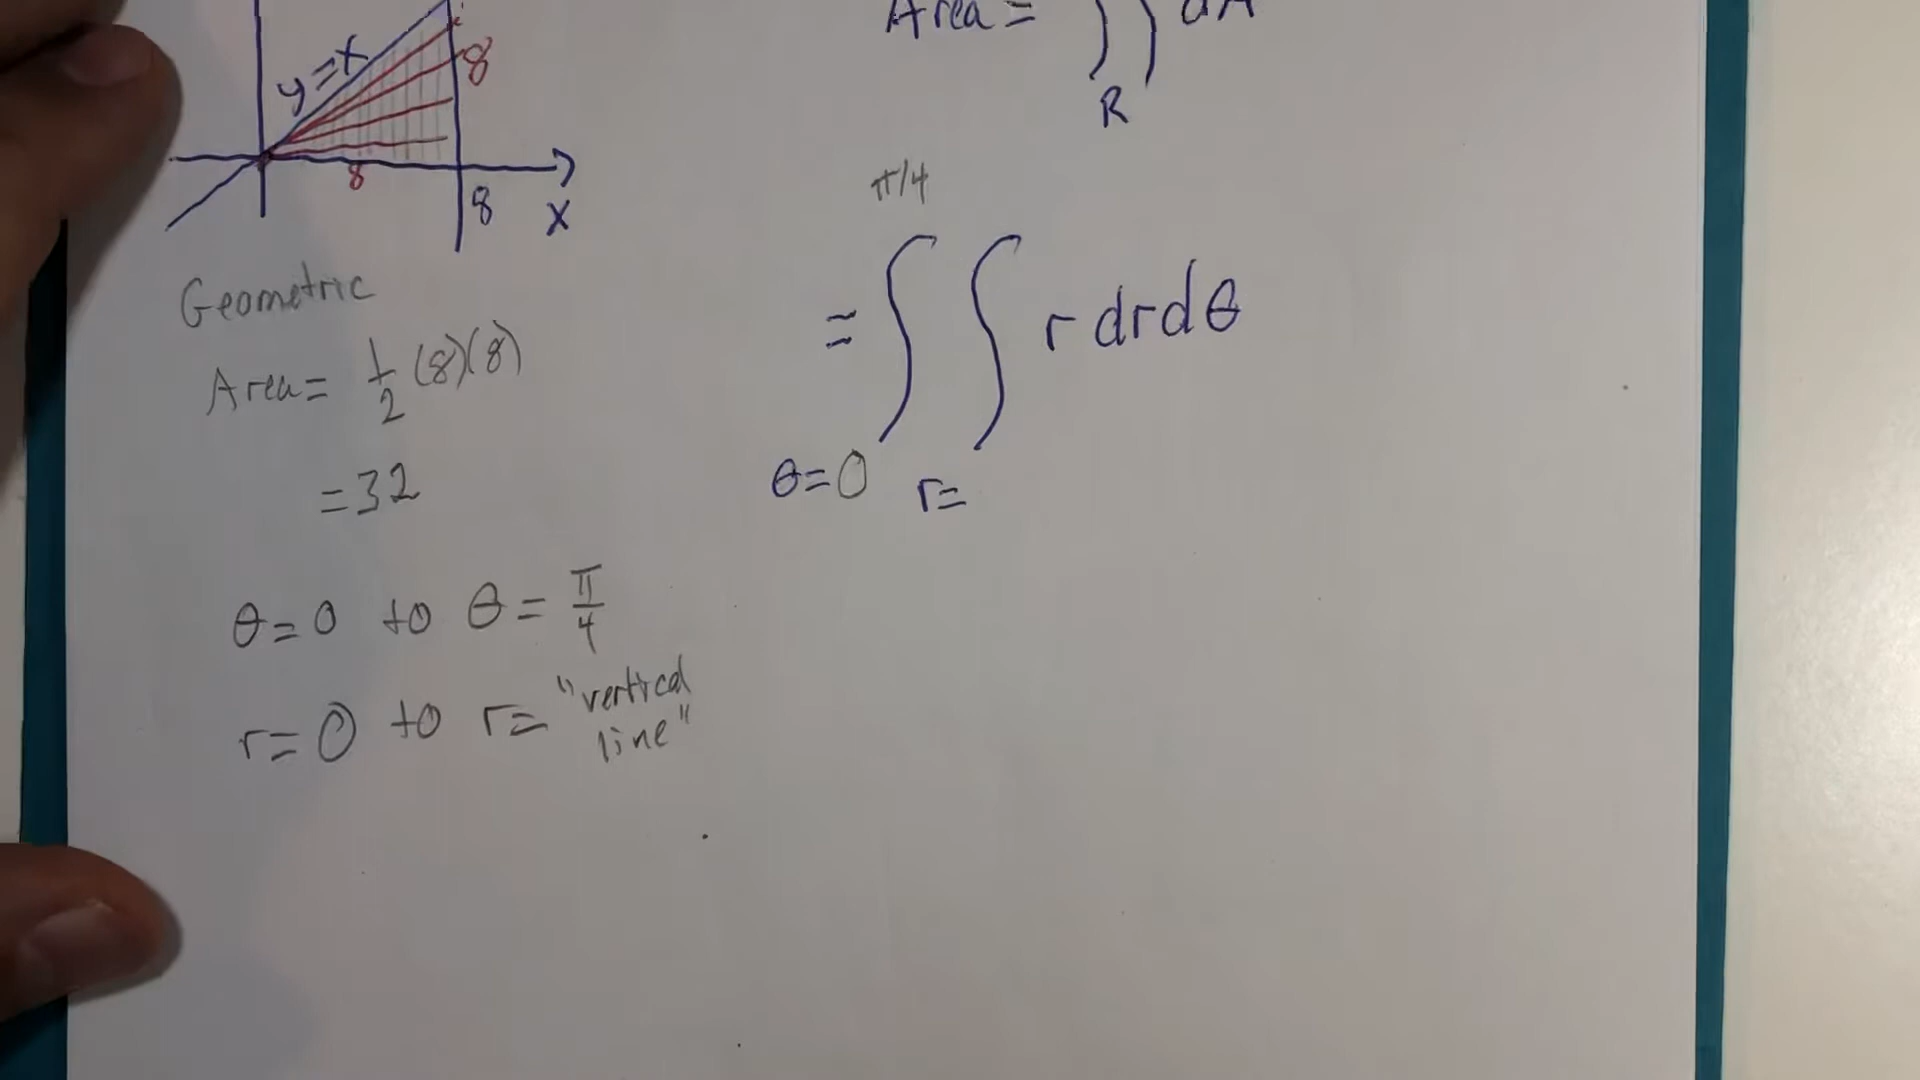 y=x
8
8
8
x
Geometric
Area = 1/2 (8)(8)
= 32
θ=0 to θ= π/4
r=0 to r= "vertical
line"
Area = ∫∫ dA
R
π/4
= ∫ ∫ r dr dθ
θ=0 r=